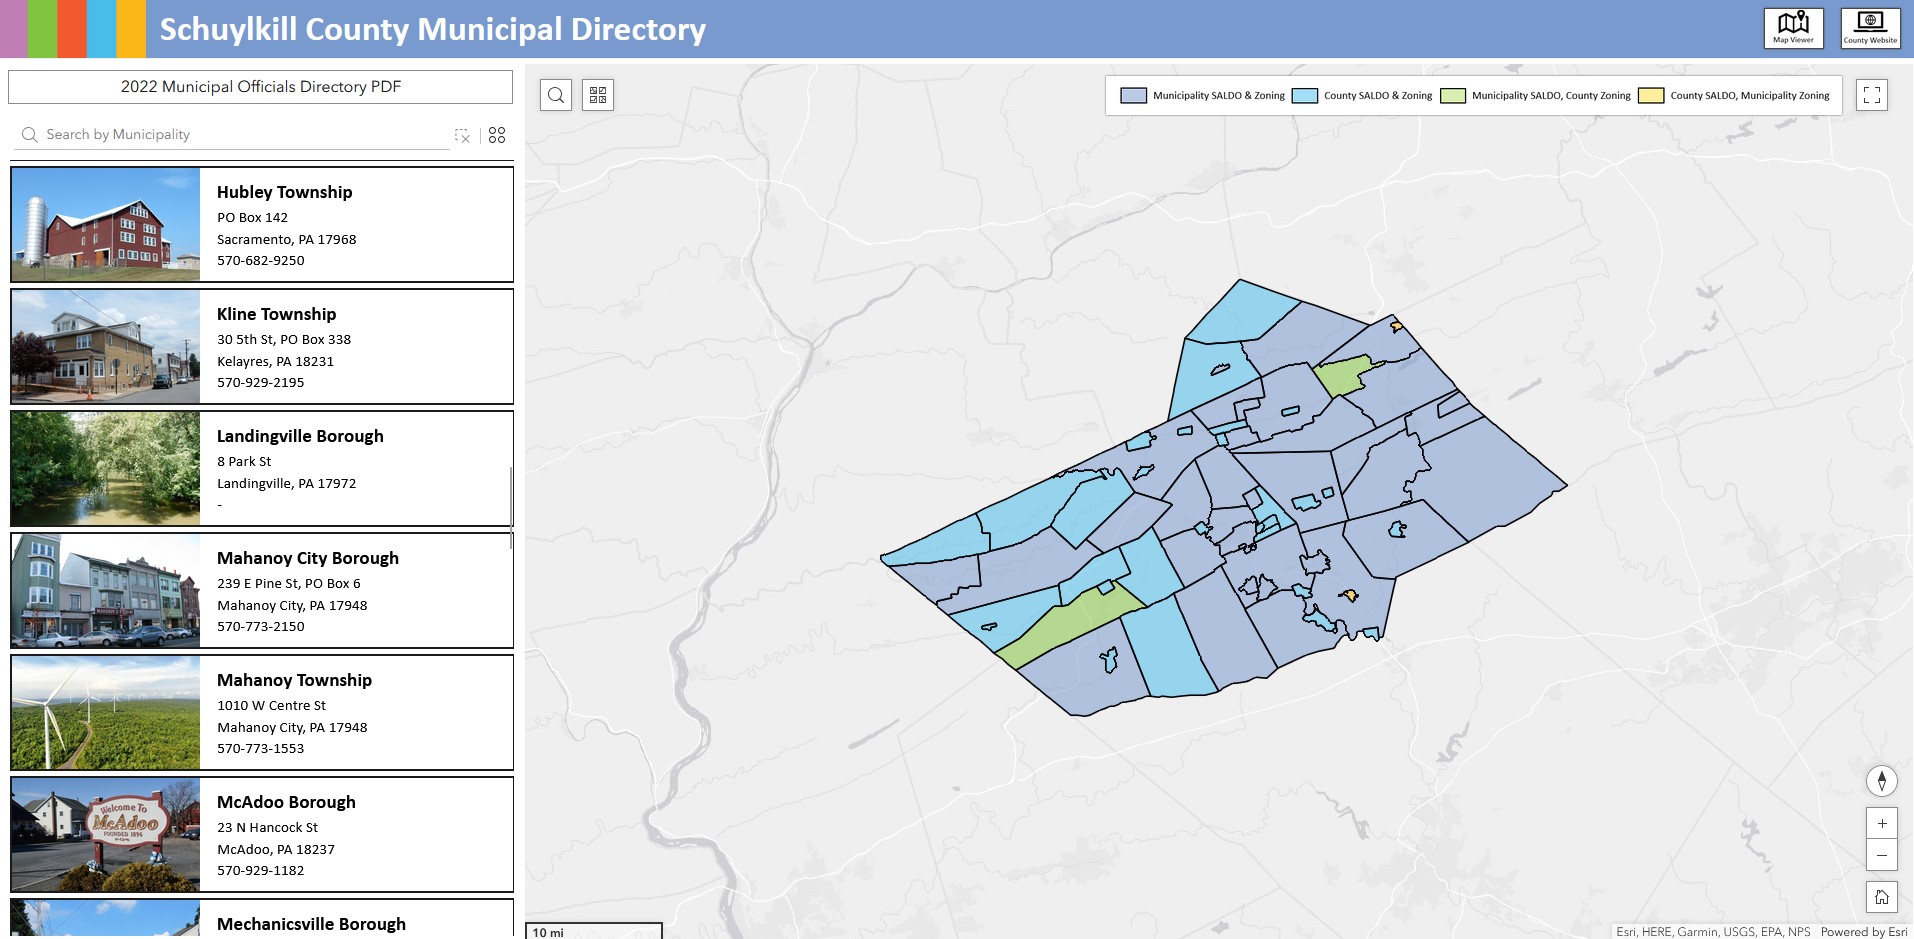 Schuylkill County Municipal Directory
Map Viewer
County Website
2022 Municipal Officials Directory PDF
Search by Municipality
Hubley Township
PO Box 142
Sacramento, PA 17968
570-682-9250
Kline Township
30 5th St, PO Box 338
Kelayres, PA 18231
570-929-2195
Landingville Borough
8 Park St
Landingville, PA 17972
-
Mahanoy City Borough
239 E Pine St, PO Box 6
Mahanoy City, PA 17948
570-773-2150
Mahanoy Township
1010 W Centre St
Mahanoy City, PA 17948
570-773-1553
Welcome To
McAdoo
FOUNDED 1896
McAdoo Borough
23 N Hancock St
McAdoo, PA 18237
570-929-1182
Mechanicsville Borough
Municipality SALDO & Zoning
County SALDO & Zoning
Municipality SALDO, County Zoning
County SALDO, Municipality Zoning
10 mi
Esri, HERE, Garmin, USGS, EPA, NPS
Powered by Esri